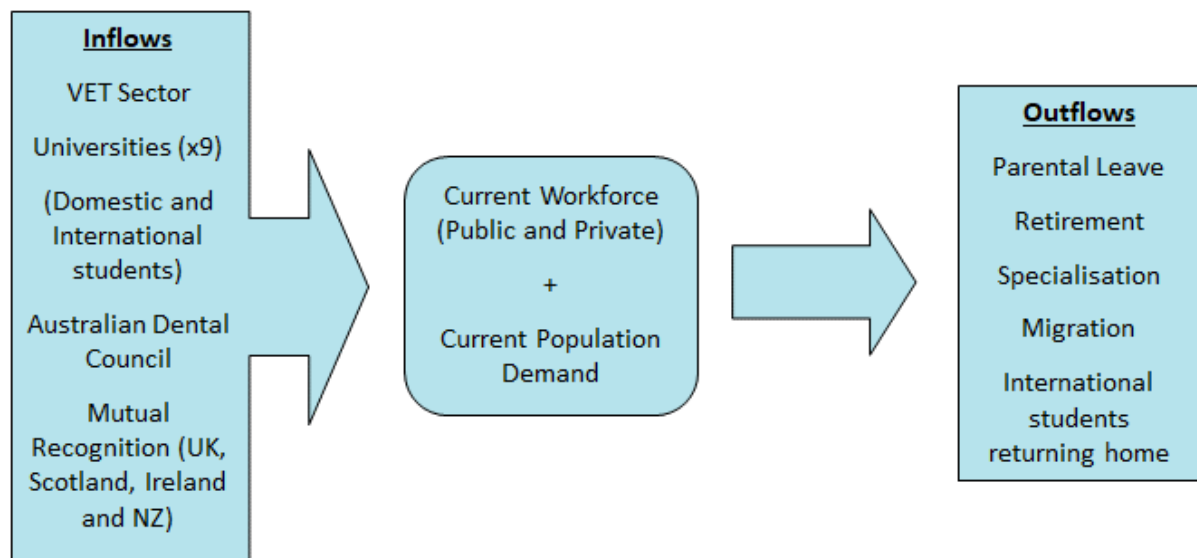 Inflows
VET Sector
Universities (x9)
(Domestic and
International
students)
Australian Dental
Council
Mutual
Recognition (UK,
Scotland, Ireland
and NZ)
Current Workforce
(Public and Private)
+
Current Population
Demand
Outflows
Parental Leave
Retirement
Specialisation
Migration
International
students
returning home